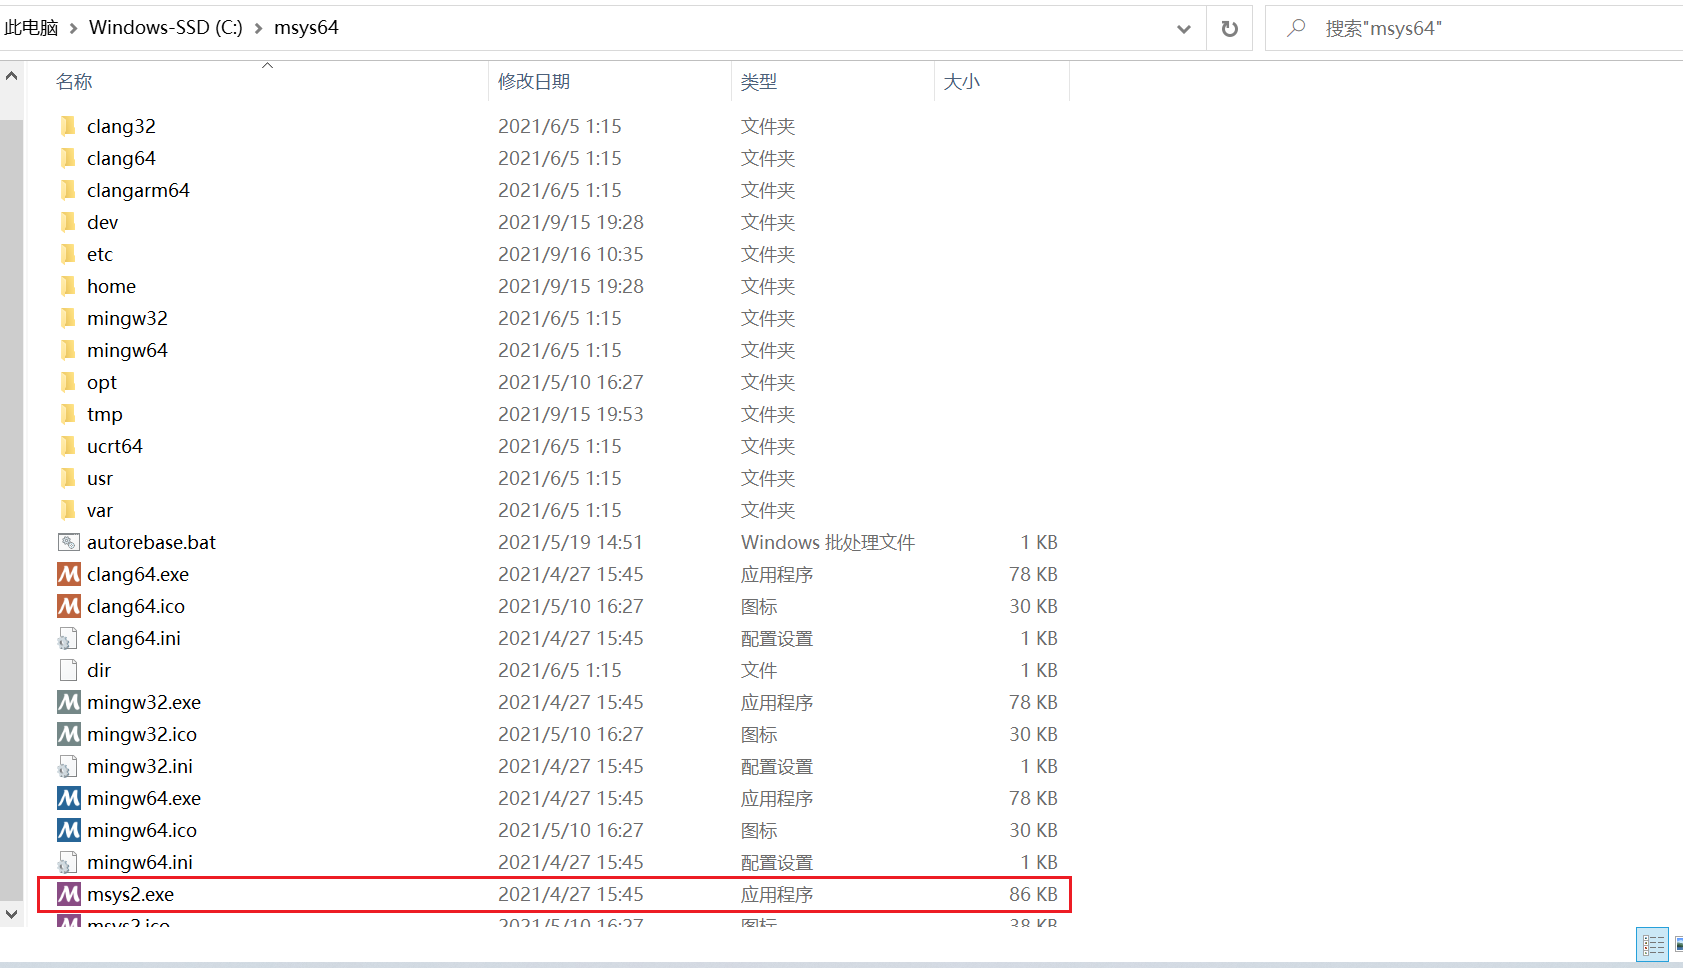 此电脑 > Windows-SSD (C:) > msys64 搜索"msys64"
名称 修改日期 类型 大小
clang32 2021/6/5 1:15 文件夹
clang64 2021/6/5 1:15 文件夹
clangarm64 2021/6/5 1:15 文件夹
dev 2021/9/15 19:28 文件夹
etc 2021/9/16 10:35 文件夹
home 2021/9/15 19:28 文件夹
mingw32 2021/6/5 1:15 文件夹
mingw64 2021/6/5 1:15 文件夹
opt 2021/5/10 16:27 文件夹
tmp 2021/9/15 19:53 文件夹
ucrt64 2021/6/5 1:15 文件夹
usr 2021/6/5 1:15 文件夹
var 2021/6/5 1:15 文件夹
autorebase.bat 2021/5/19 14:51 Windows 批处理文件 1 KB
clang64.exe 2021/4/27 15:45 应用程序 78 KB
clang64.ico 2021/5/10 16:27 图标 30 KB
clang64.ini 2021/4/27 15:45 配置设置 1 KB
dir 2021/6/5 1:15 文件 1 KB
mingw32.exe 2021/4/27 15:45 应用程序 78 KB
mingw32.ico 2021/5/10 16:27 图标 30 KB
mingw32.ini 2021/4/27 15:45 配置设置 1 KB
mingw64.exe 2021/4/27 15:45 应用程序 78 KB
mingw64.ico 2021/5/10 16:27 图标 30 KB
mingw64.ini 2021/4/27 15:45 配置设置 1 KB
msys2.exe 2021/4/27 15:45 应用程序 86 KB
msys2.ico 2021/5/10 16:27 图标 38 KB